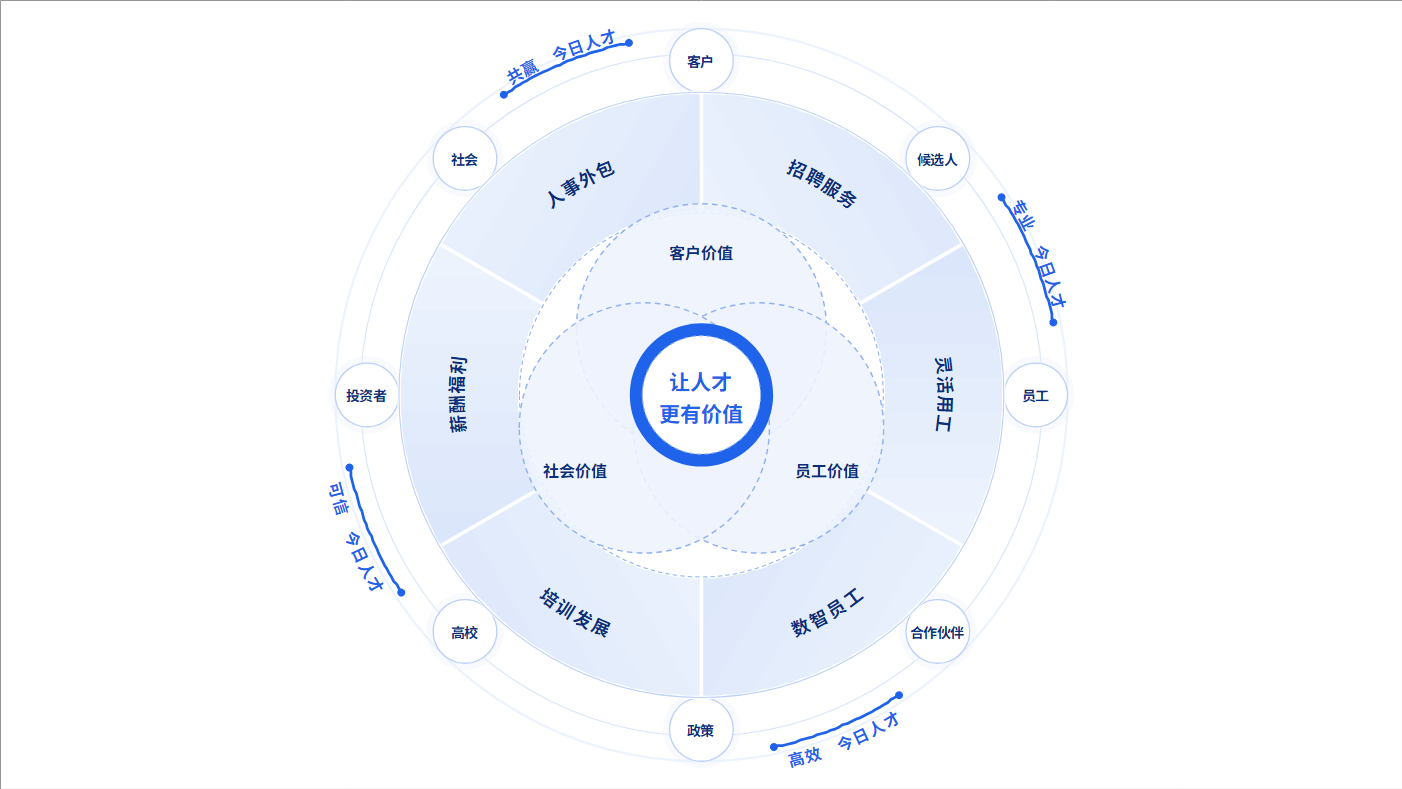 共赢 今日人才
客户
社会
候选人
人事外包
招聘服务
专业 今日人才
客户价值
薪酬福利
让人才
更有价值
灵活用工
投资者
员工
社会价值
员工价值
可信 今日人才
培训发展
数智员工
高校
合作伙伴
政策
高效 今日人才